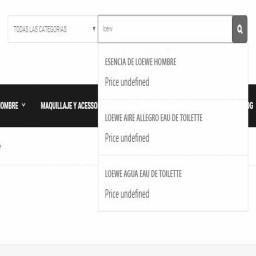 TODAS LAS CATEGORIAS
loew
ESENCIA DE LOEWE HOMBRE
Price undefined
OMBRE
MAQUILLAJE Y ACCESO
OG
LOEWE AIRE ALLEGRO EAU DE TOILETTE
Price undefined
LOEWE AGUA EAU DE TOILETTE
Price undefined